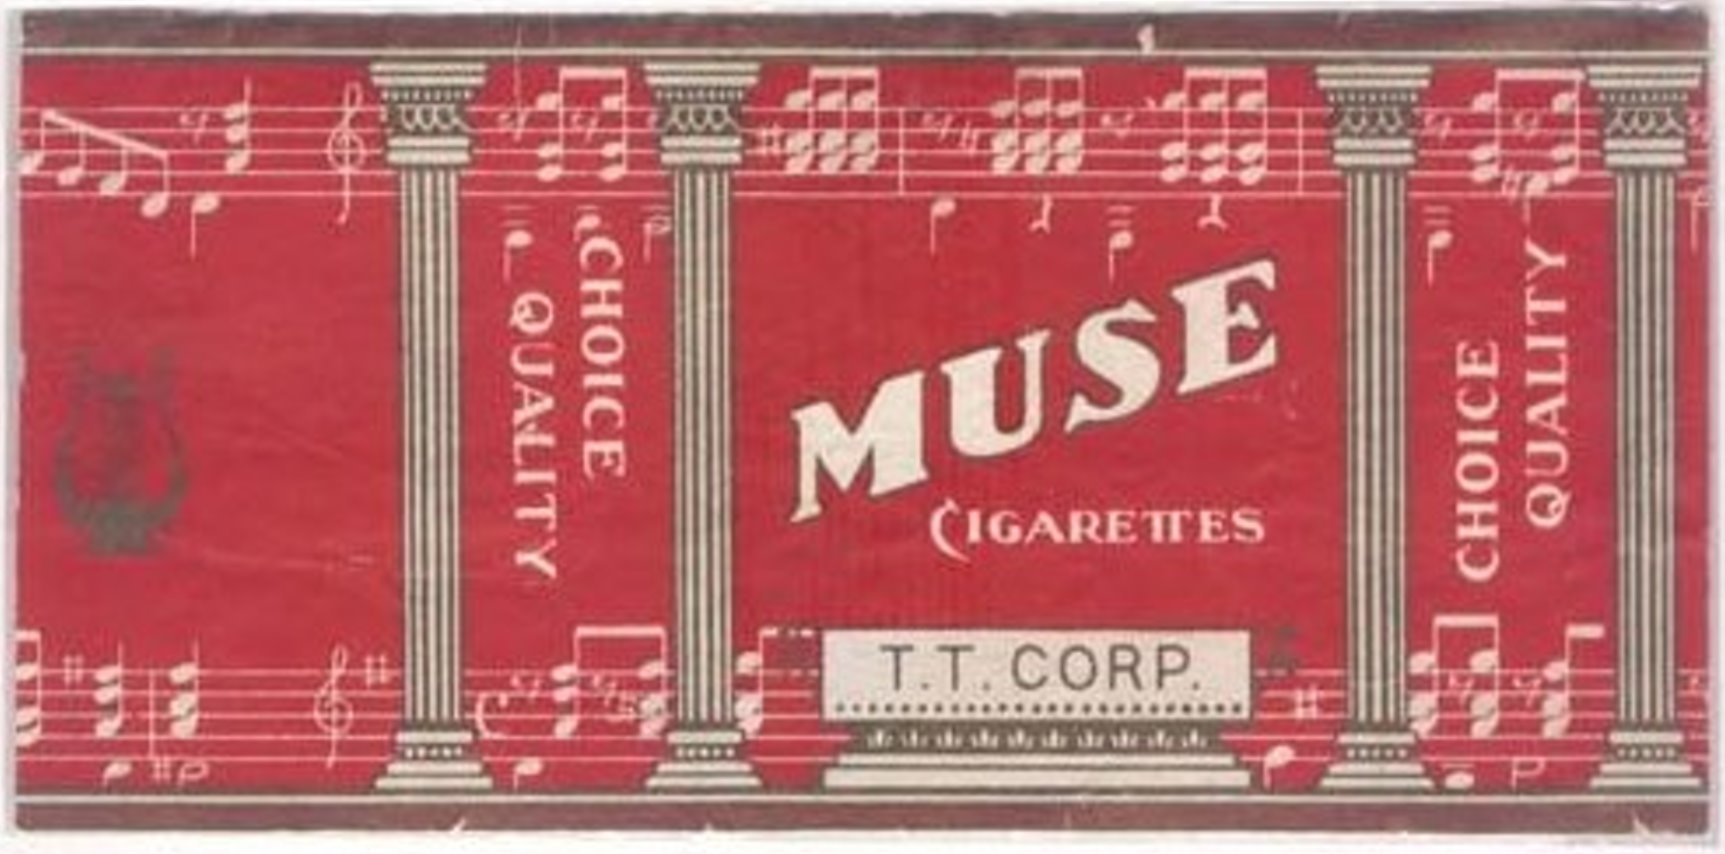 CHOICE
QUALITY
MUSE
CIGARETTES
T.T. CORP.
CHOICE
QUALITY